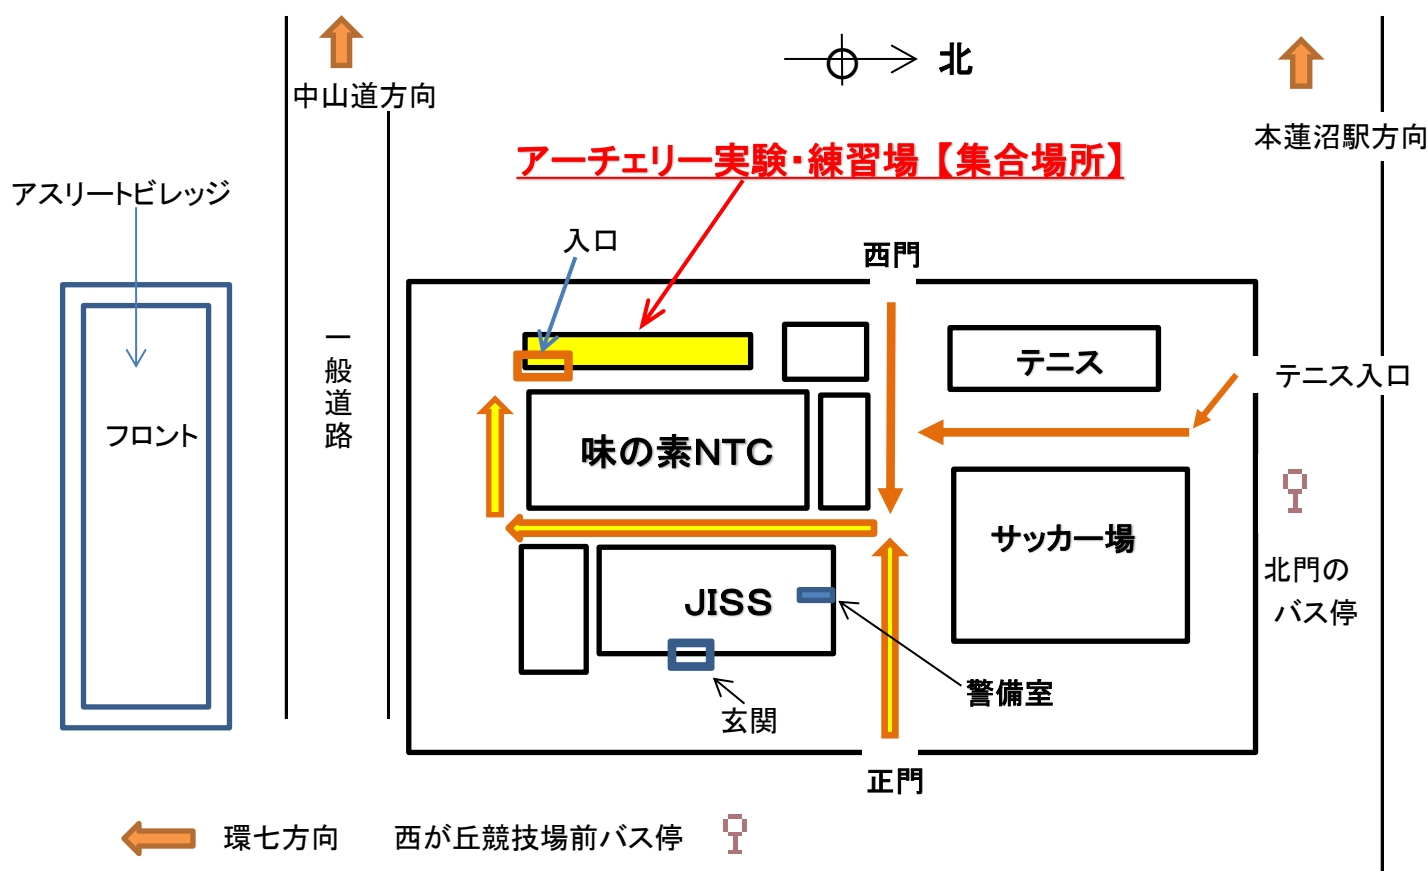 北
中山道方向
本蓮沼駅方向
アーチェリー実験・練習場【集合場所】
アスリートビレッジ
入口
西門
一般道路
テニス
テニス入口
フロント
味の素NTC
サッカー場
北門の
バス停
JISS
警備室
玄関
正門
環七方向
西が丘競技場前バス停